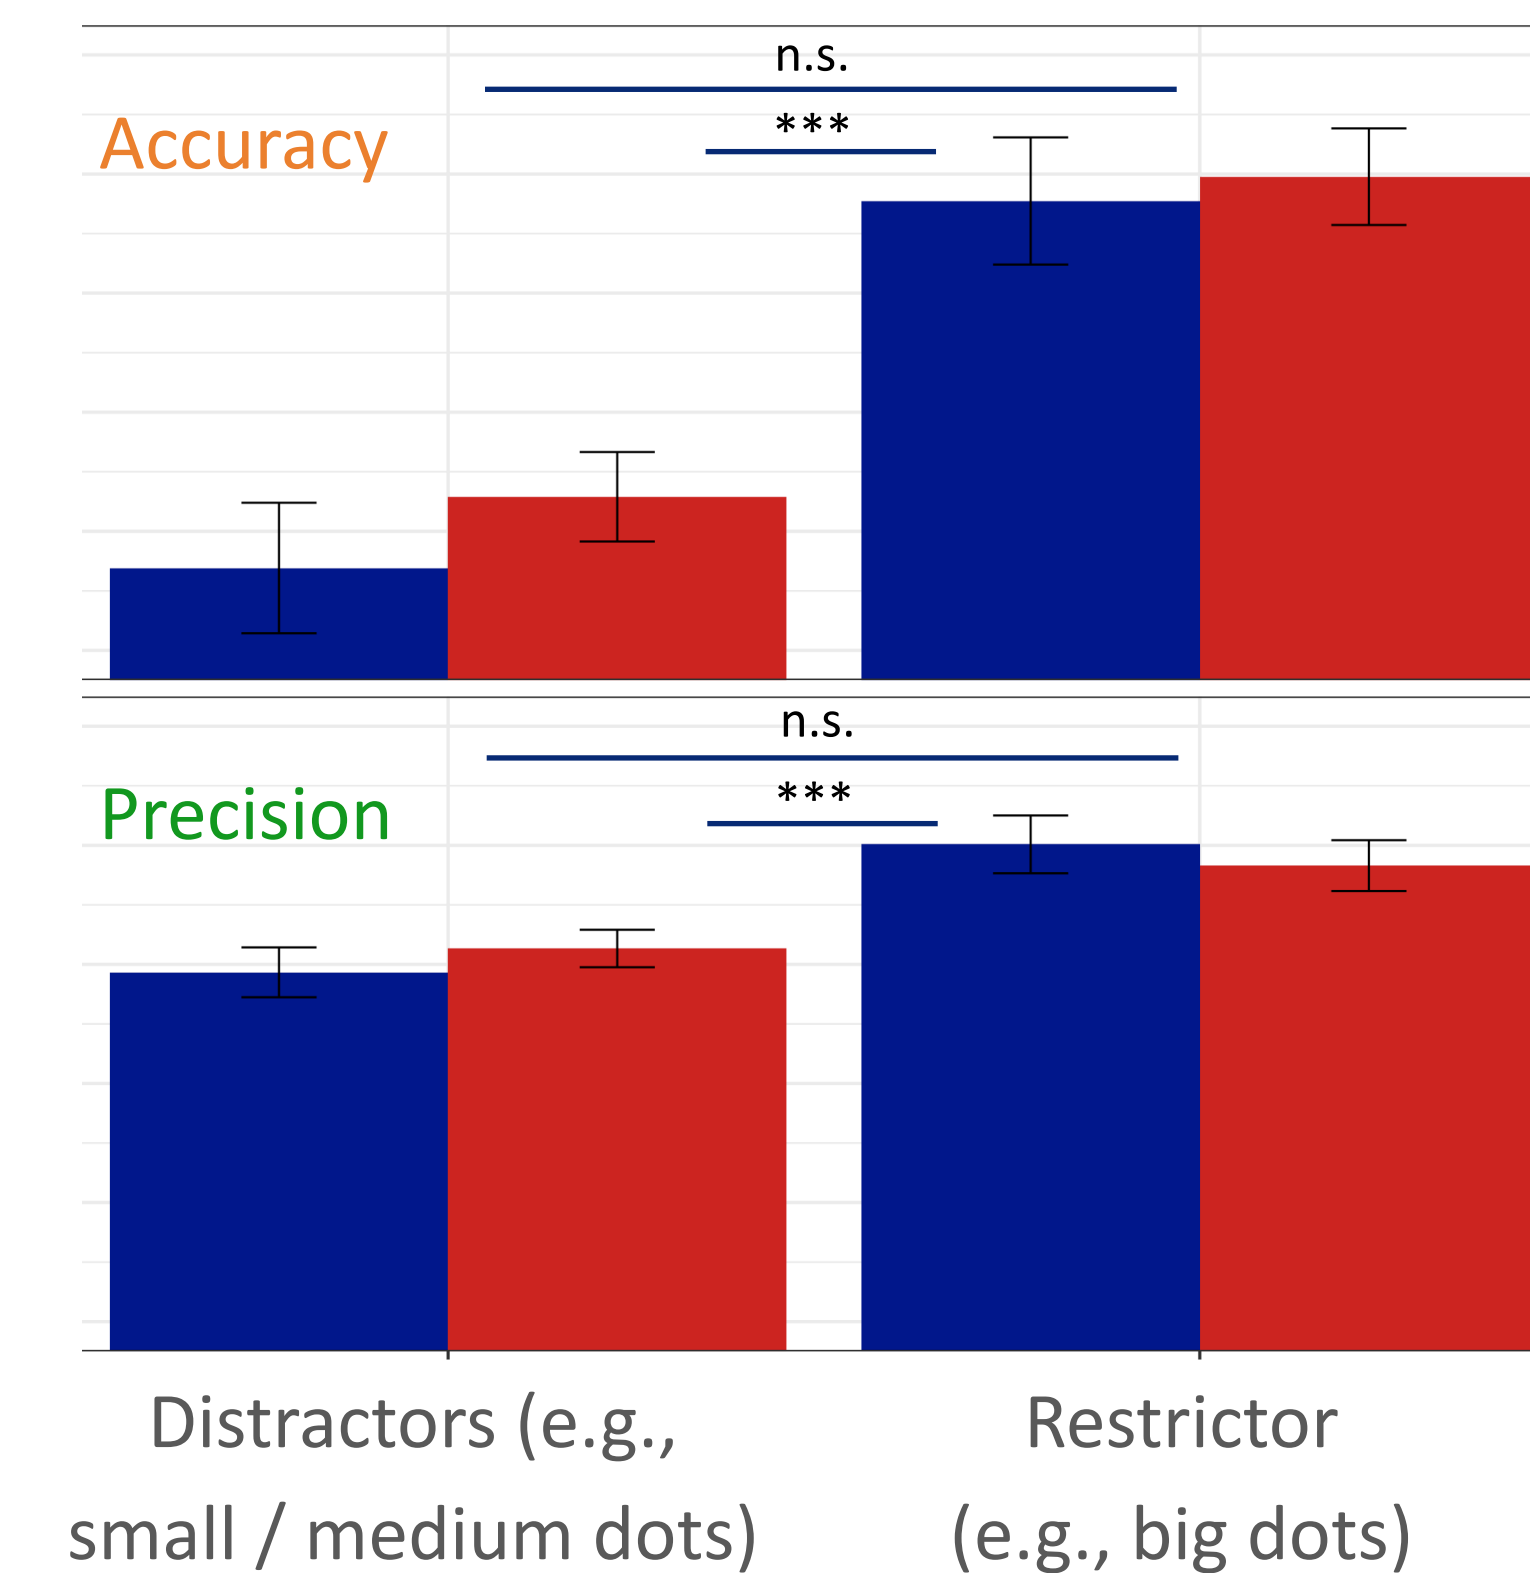 n.s.
***
Accuracy
n.s.
***
Precision
Distractors (e.g.,
small / medium dots)
Restrictor
(e.g., big dots)